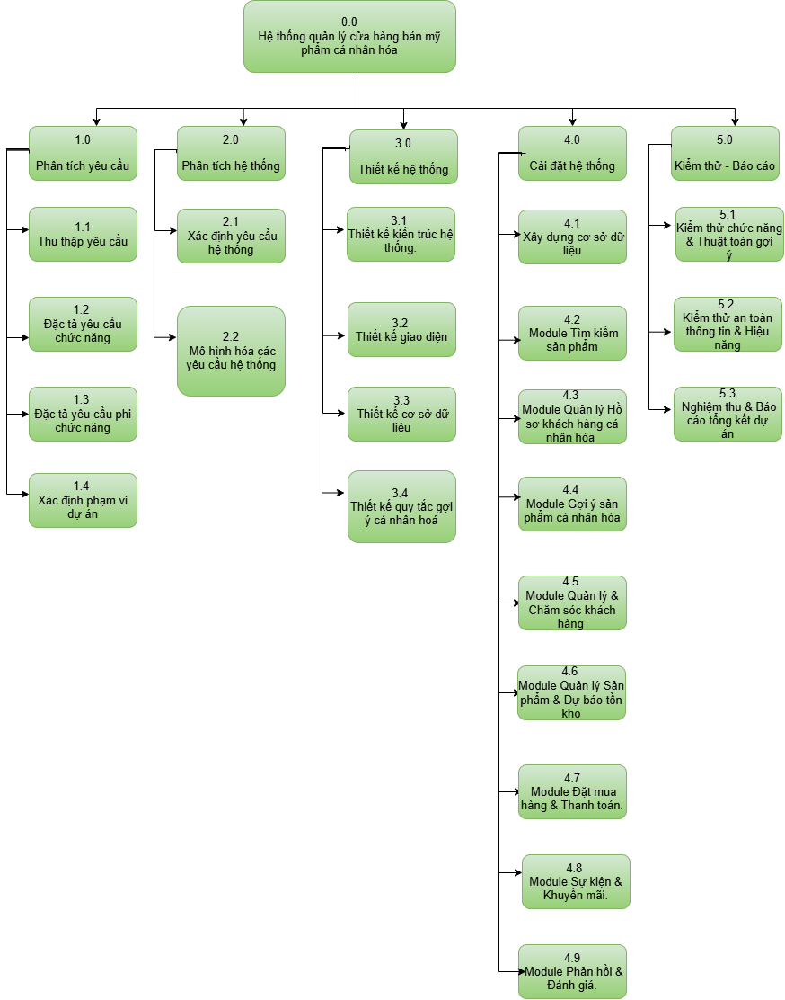 0.0
Hệ thống quản lý cửa hàng bán mỹ
phẩm cá nhân hóa
1.0
Phân tích yêu cầu
2.0
Phân tích hệ thống
3.0
Thiết kế hệ thống
4.0
Cài đặt hệ thống
5.0
Kiểm thử - Báo cáo
1.1
Thu thập yêu cầu
1.2
Đặc tả yêu cầu
chức năng
1.3
Đặc tả yêu cầu phi
chức năng
1.4
Xác định phạm vi
dự án
2.1
Xác định yêu cầu
hệ thống
2.2
Mô hình hóa các
yêu cầu hệ thống
3.1
Thiết kế kiến trúc hệ
thống.
3.2
Thiết kế giao diện
3.3
Thiết kế cơ sở dữ
liệu
3.4
Thiết kế quy tắc gợi
ý cá nhân hoá
4.1
Xây dựng cơ sở dữ
liệu
4.2
Module Tìm kiếm
sản phẩm
4.3
Module Quản lý Hồ
sơ khách hàng cá
nhân hóa
4.4
Module Gợi ý sản
phẩm cá nhân hóa
4.5
Module Quản lý &
Chăm sóc khách
hàng
4.6
Module Quản lý Sản
phẩm & Dự báo tồn
kho
4.7
Module Đặt mua
hàng & Thanh toán.
4.8
Module Sự kiện &
Khuyến mãi.
4.9
Module Phản hồi &
Đánh giá.
5.1
Kiểm thử chức năng
& Thuật toán gợi
ý
5.2
Kiểm thử an toàn
thông tin & Hiệu
năng
5.3
Nghiệm thu & Báo
cáo tổng kết dự
án